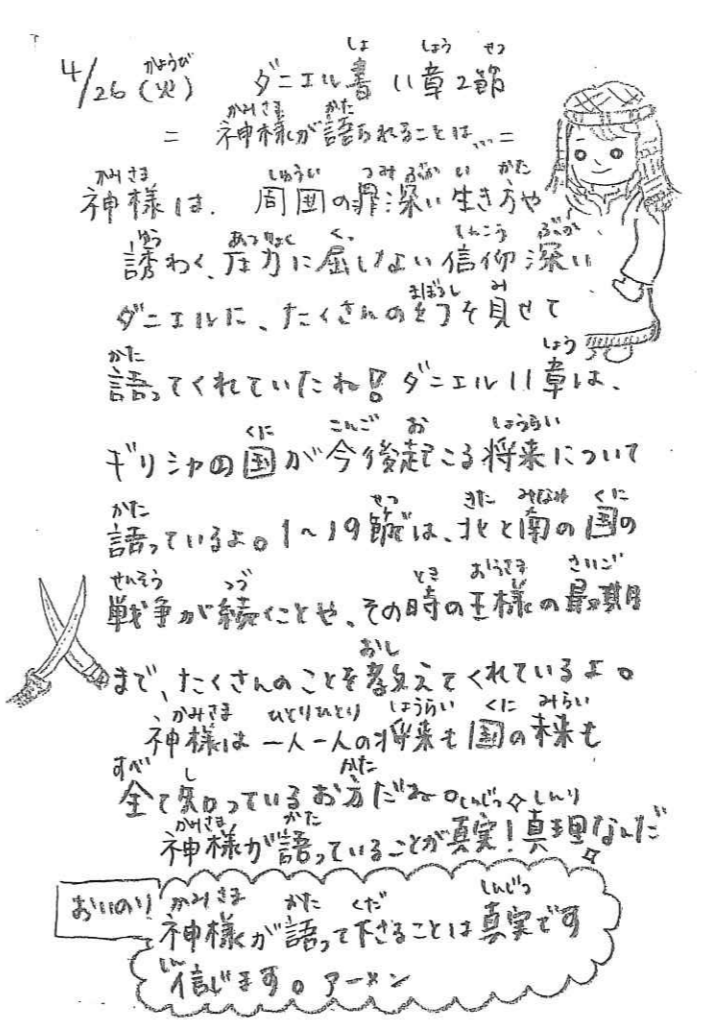 4/26(火) ダニエル書11章2節
=神様が語られることは…=
神様は、周囲の罪深い生き方や
誘わく、圧力に屈しない信仰深い
ダニエルに、たくさんの幻を見せて
語ってくれていたね!!ダニエル11章は、
ギリシャの国が今後起こる将来について
語っているよ。1～19節では、北と南の国の
戦争が続くことや、その時の王様の最期
まで、たくさんのことを教えてくれているよ。
神様は一人一人の将来も国の未来も
全て知っているお方だね。
神様が語っていることが真実!真理なんだ
おいのり
神様が語って下さることは真実です
信じます。アーメン